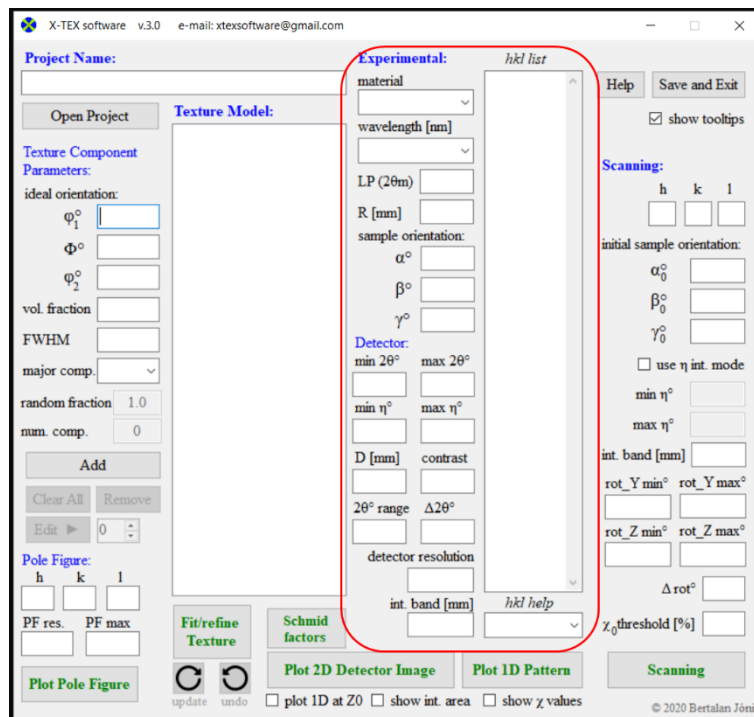 X-TEX software v.3.0 e-mail: xtexsoftware@gmail.com
Project Name:
Open Project
Texture Model:
Texture Component
Parameters:
ideal orientation:
φ₁°
Φ°
φ₂°
vol. fraction
FWHM
major comp.
random fraction 1.0
num. comp. 0
Add
Clear All Remove
Edit ► 0
Pole Figure:
h k l
PF res. PF max
Plot Pole Figure
Fit/refine
Texture
Schmid
factors
update undo
Experimental: hkl list
material
wavelength [nm]
LP (2θm)
R [mm]
sample orientation:
α°
β°
γ°
Detector:
min 2θ° max 2θ°
min η° max η°
D [mm] contrast
2θ° range Δ2θ°
detector resolution
int. band [mm] hkl help
Plot 2D Detector Image Plot 1D Pattern
plot 1D at Z0 show int. area show χ values
Help Save and Exit
show tooltips
Scanning:
h k l
initial sample orientation:
α₀°
β₀°
γ₀°
use η int. mode
min η°
max η°
int. band [mm]
rot_Y min° rot_Y max°
rot_Z min° rot_Z max°
Δ rot°
χ₀threshold [%]
Scanning
© 2020 Bertalan Jón